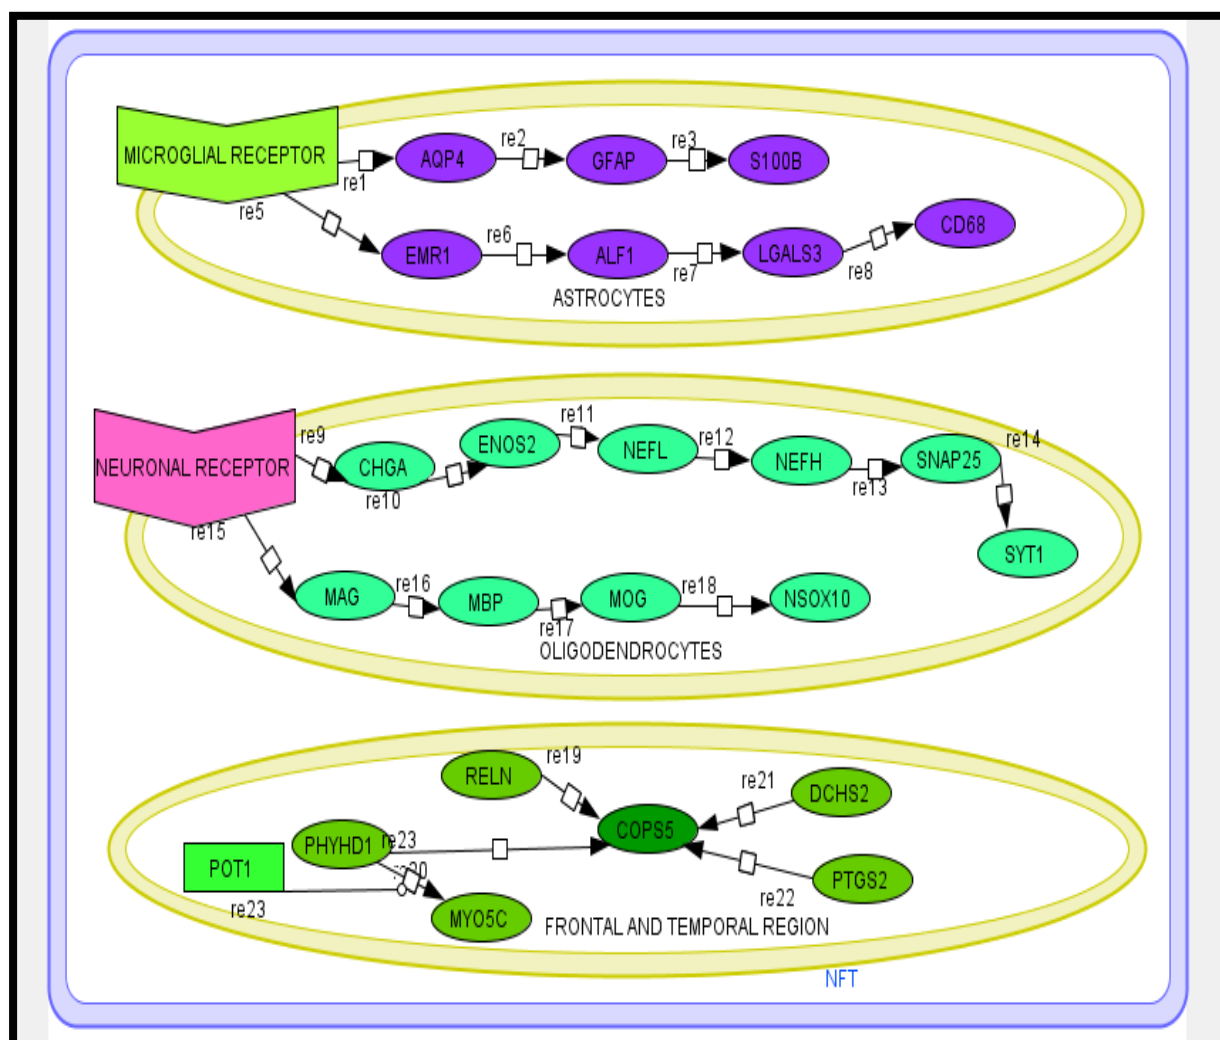 MICROGLIAL RECEPTOR
re1
AQP4
re2
GFAP
re3
S100B
re5
EMR1
re6
ALF1
re7
LGALS3
re8
CD68
ASTROCYTES
NEURONAL RECEPTOR
re9
CHGA
re10
ENOS2
re11
NEFL
re12
NEFH
re13
SNAP25
re14
SYT1
re15
MAG
re16
MBP
re17
MOG
re18
NSOX10
OLIGODENDROCYTES
RELN
re19
DCHS2
re21
COPS5
PHYHD1
re23
re20
POT1
re23
MYO5C
PTGS2
re22
FRONTAL AND TEMPORAL REGION
NFT